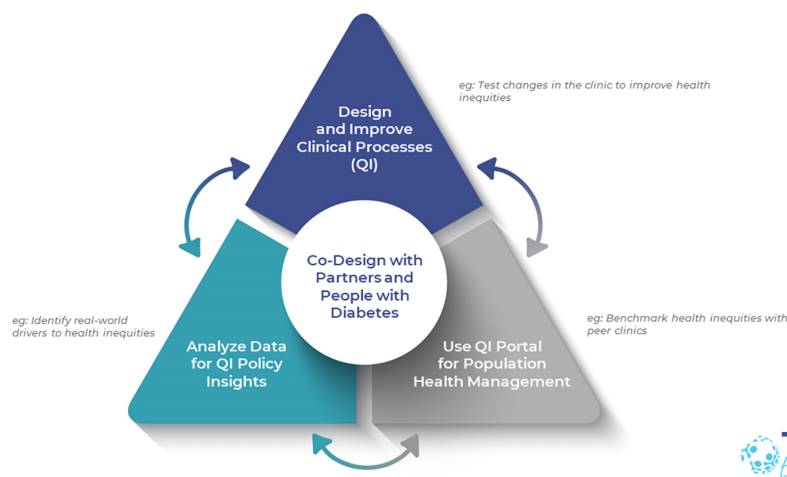 Design
and Improve
Clinical Processes
(QI)
eg: Test changes in the clinic to improve health
inequities
Co-Design with
Partners and
People with
Diabetes
eg: Identify real-world
drivers to health inequities
Analyze Data
for QI Policy
Insights
eg: Benchmark health inequities with
peer clinics
Use QI Portal
for Population
Health Management